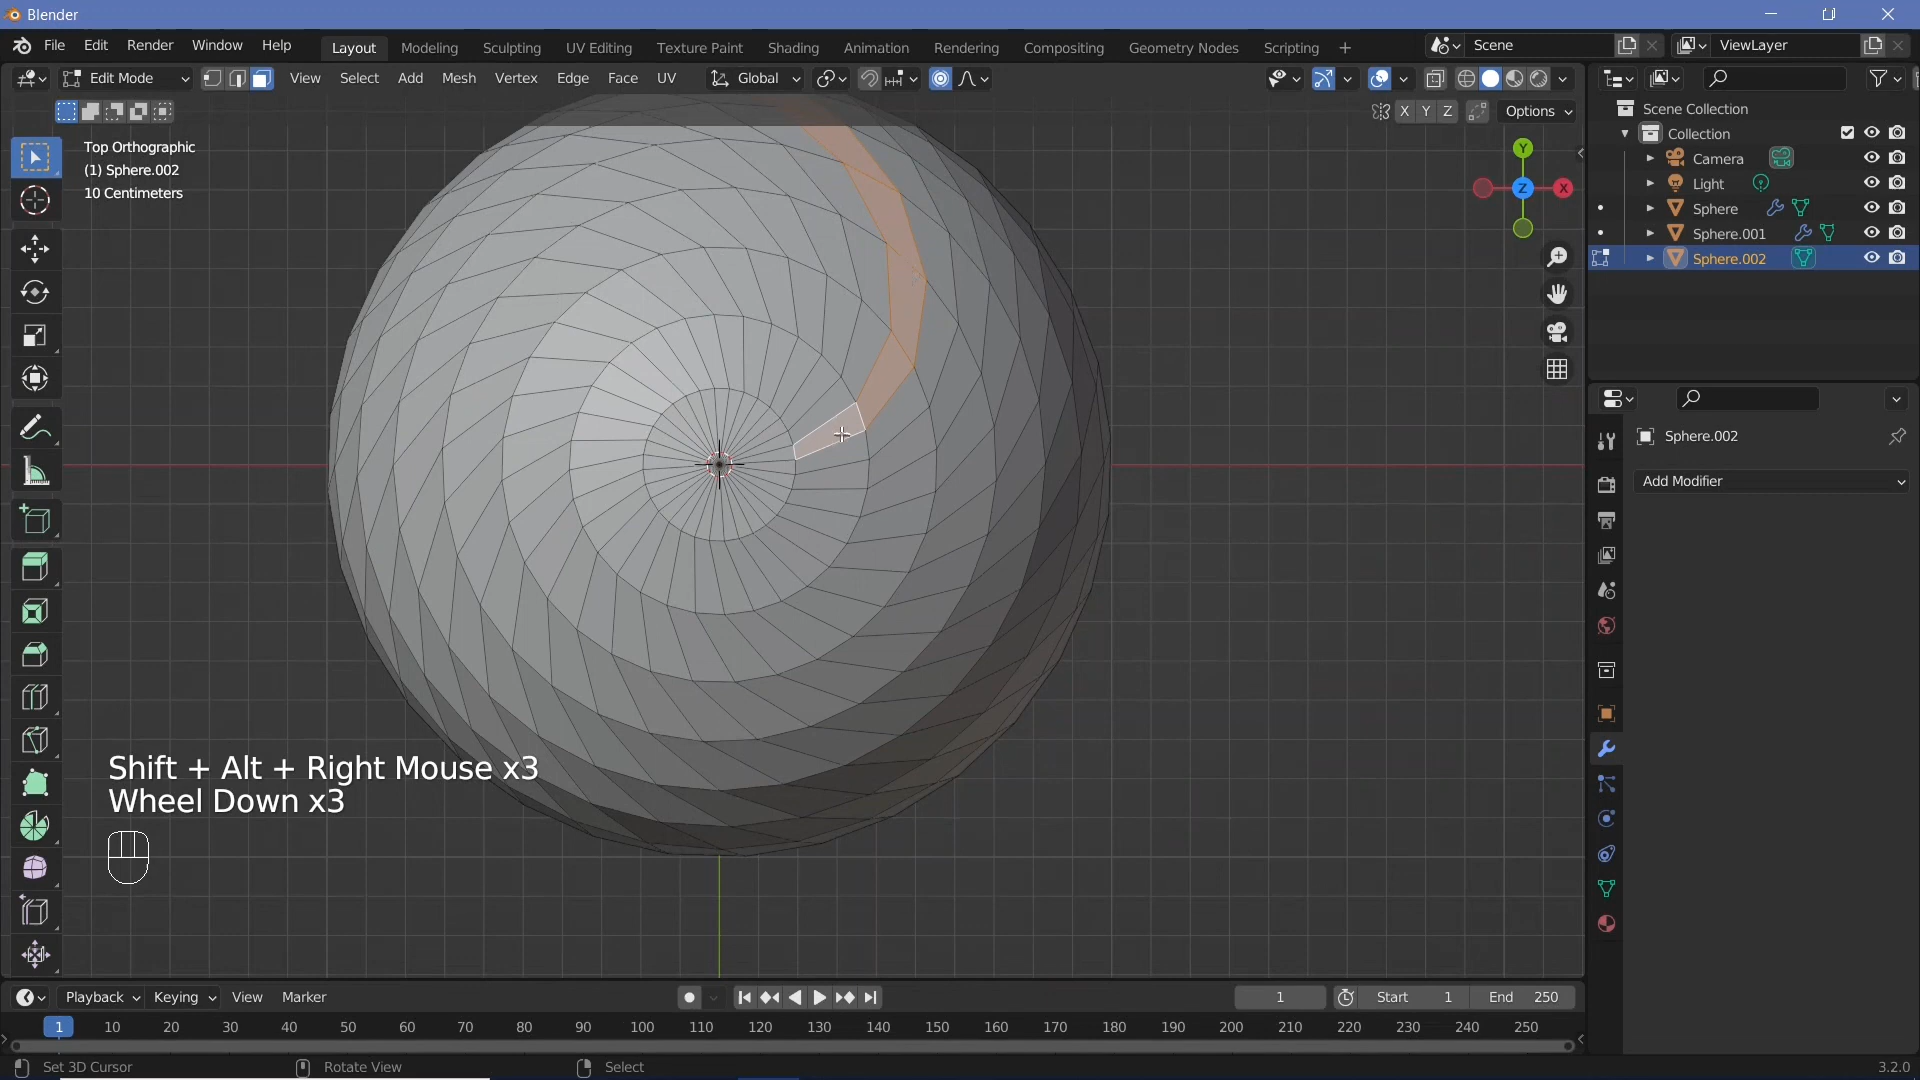 Blender
File Edit Render Window Help
Layout Modeling Sculpting UV Editing Texture Paint Shading Animation Rendering Compositing Geometry Nodes Scripting +
Scene
ViewLayer
Edit Mode
View Select Add Mesh Vertex Edge Face UV
Global
X Y Z
Options
Top Orthographic
(1) Sphere.002
10 Centimeters
Y
Z
X
Scene Collection
Collection
Camera
Light
Sphere
Sphere.001
Sphere.002
Sphere.002
Add Modifier
Shift + Alt + Right Mouse x3
Wheel Down x3
Playback Keying View Marker
1
Start 1
End 250
1 10 20 30 40 50 60 70 80 90 100 110 120 130 140 150 160 170 180 190 200 210 220 230 240 250
Set 3D Cursor
Rotate View
Select
3.2.0